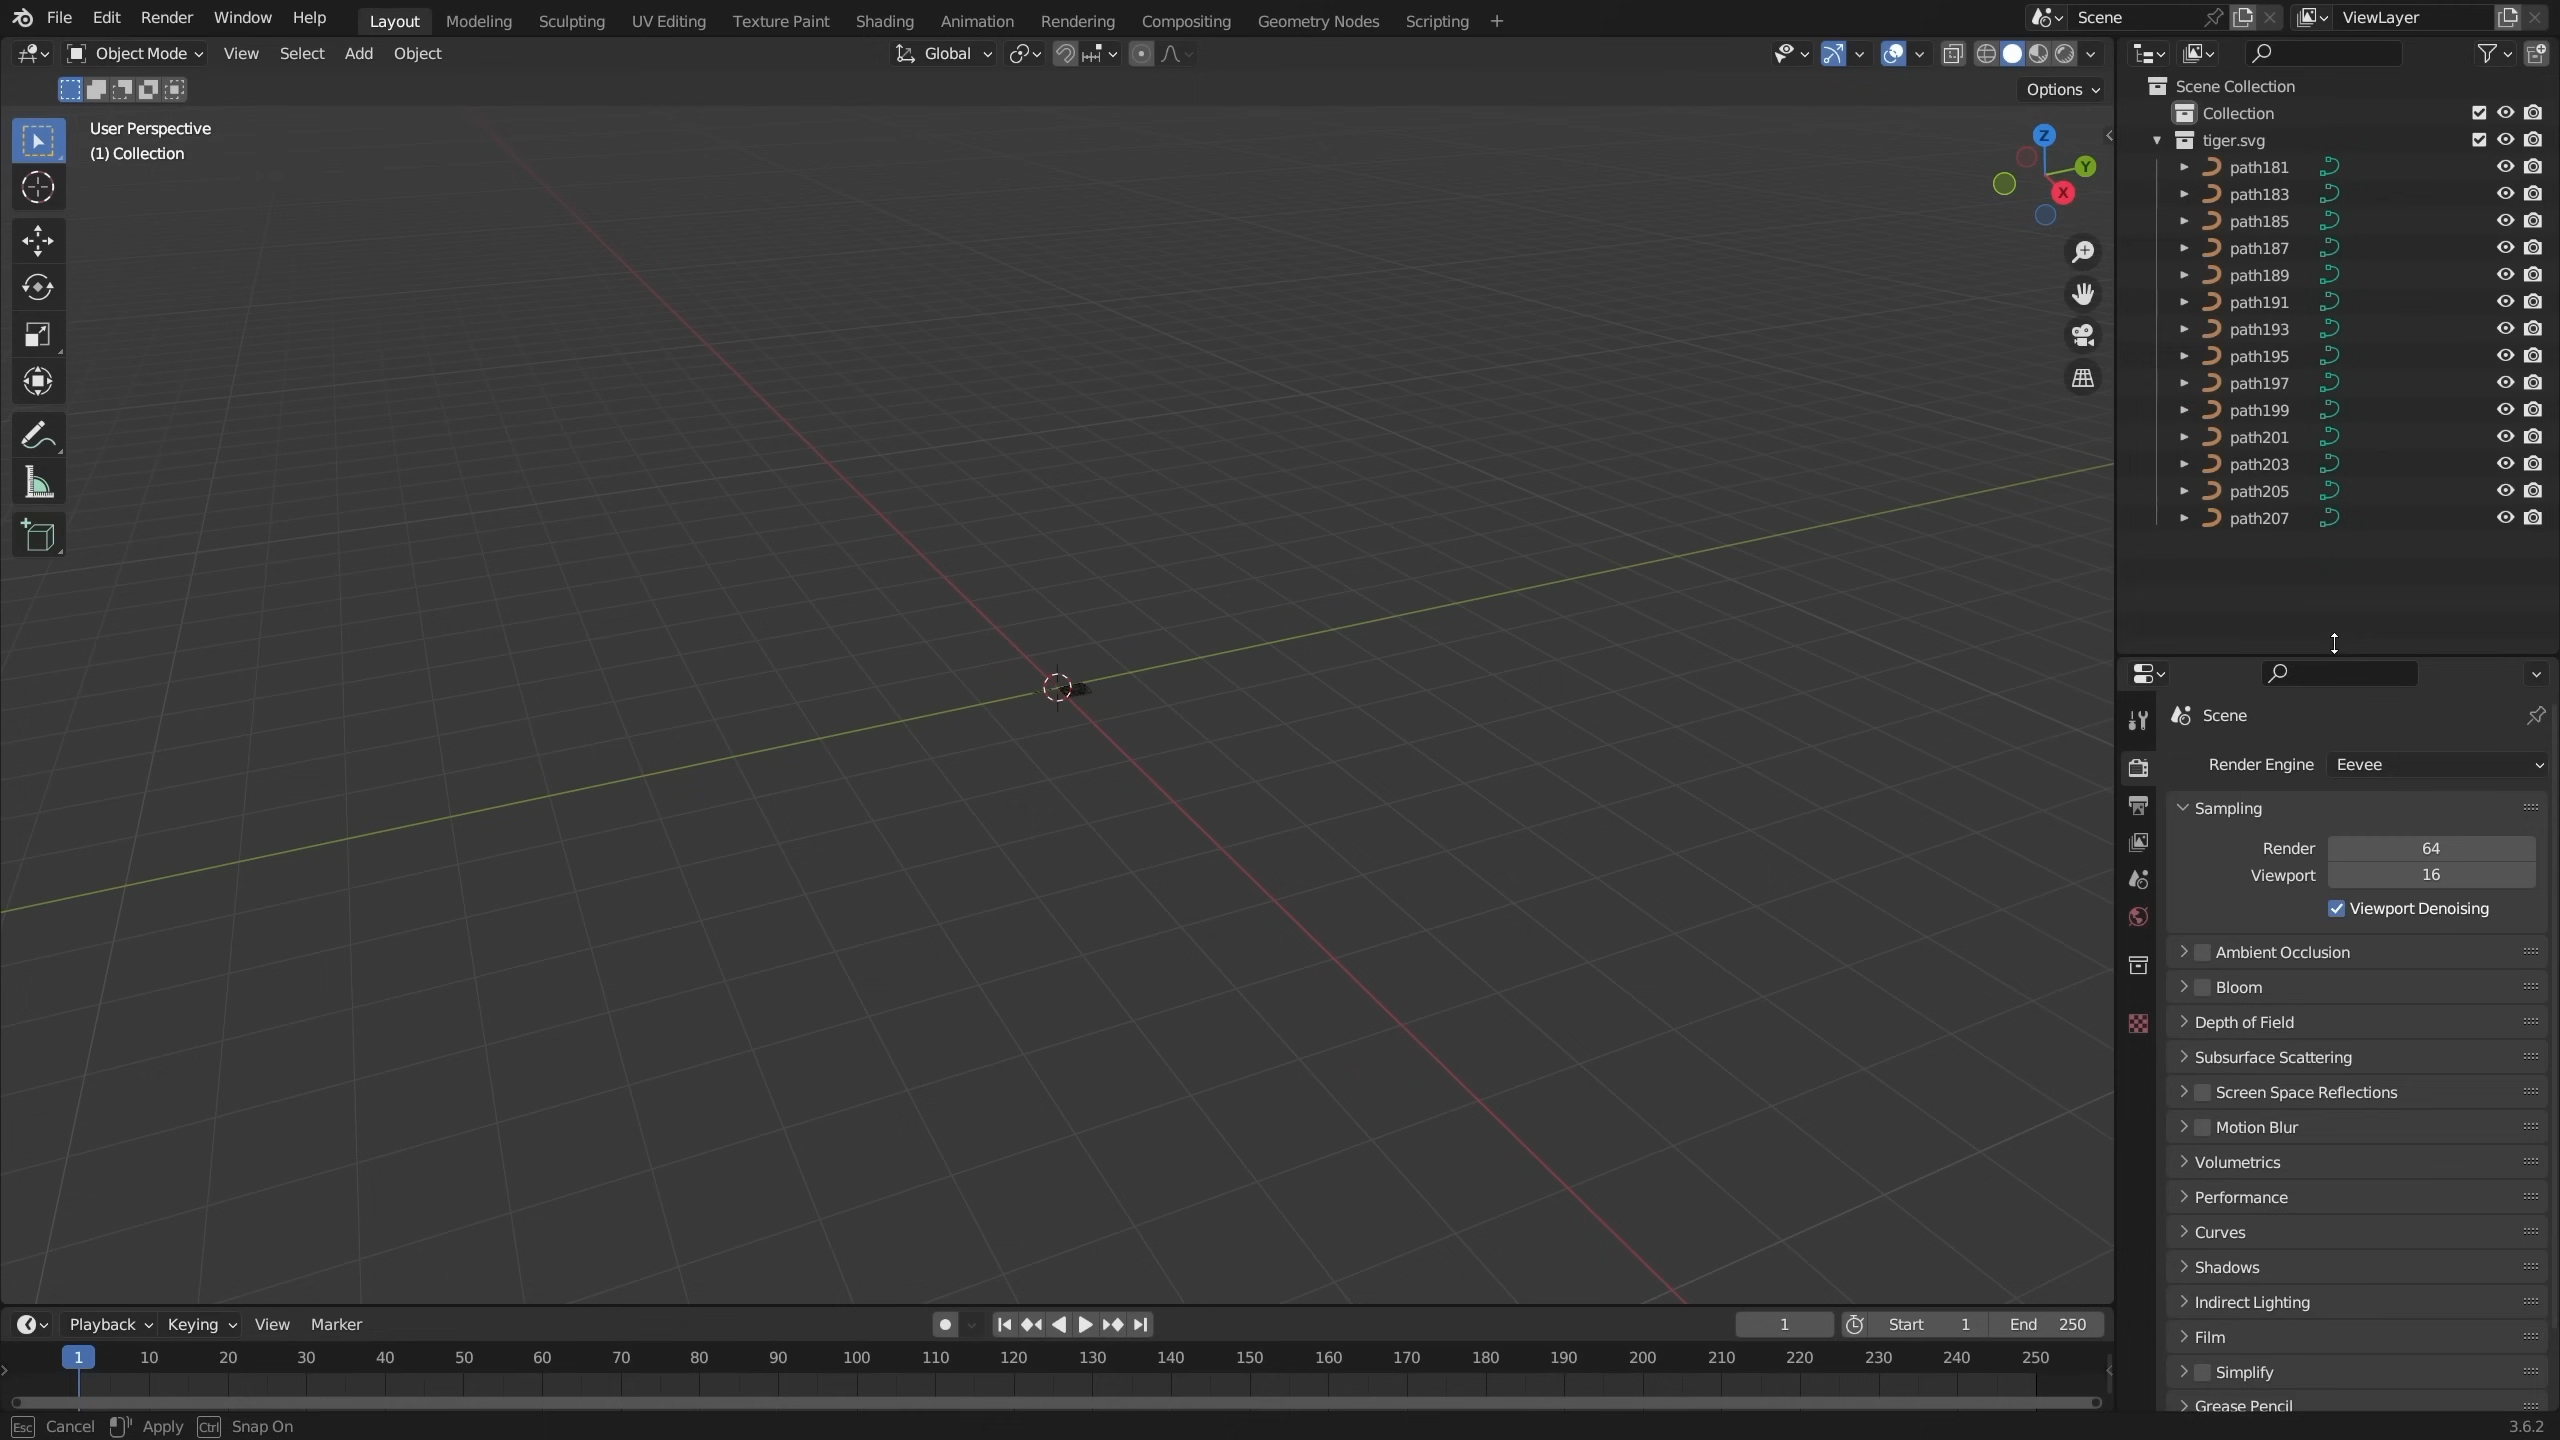 File Edit Render Window Help Layout Modeling Sculpting UV Editing Texture Paint Shading Animation Rendering Compositing Geometry Nodes Scripting + Scene ViewLayer
Object Mode View Select Add Object Global
Options
User Perspective
(1) Collection
Z
Y
X
Scene Collection
Collection
tiger.svg
path181
path183
path185
path187
path189
path191
path193
path195
path197
path199
path201
path203
path205
path207
Scene
Render Engine Eevee
Sampling
Render 64
Viewport 16
Viewport Denoising
Ambient Occlusion
Bloom
Depth of Field
Subsurface Scattering
Screen Space Reflections
Motion Blur
Volumetrics
Performance
Curves
Shadows
Indirect Lighting
Film
Simplify
Grease Pencil
Playback Keying View Marker 1 Start 1 End 250
1 10 20 30 40 50 60 70 80 90 100 110 120 130 140 150 160 170 180 190 200 210 220 230 240 250
Esc Cancel Apply Ctrl Snap On 3.6.2